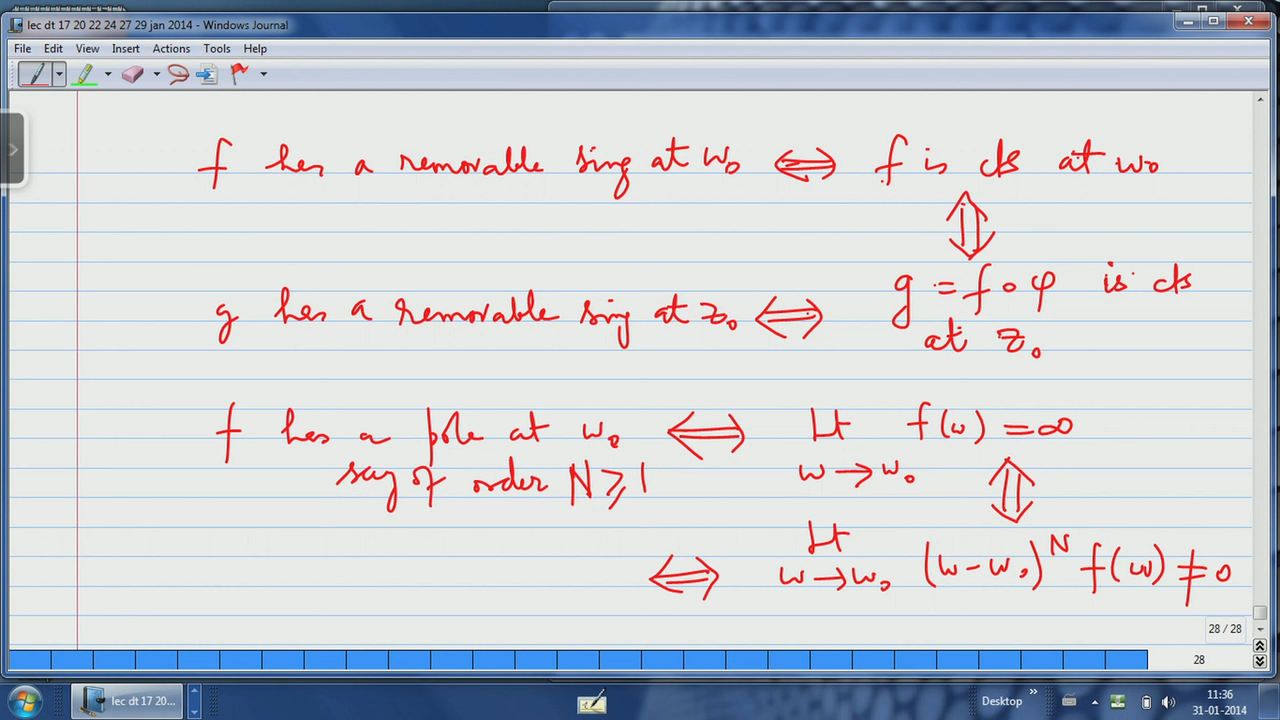 lec dt 17 20 22 24 27 29 jan 2014 - Windows Journal
File Edit View Insert Actions Tools Help
f has a removable sing at w₀ ⇔ f is cts at w₀
⇕
g has a removable sing at z₀ ⇔ g = f ∘ φ is cts
at z₀
f has a pole at w₀ ⇔ Lt f(w) = ∞
say of order N ≥ 1 w → w₀
⇕
⇔ Lt (w - w₀)ᴺ f(w) ≠ 0
w → w₀
28 / 28
28
lec dt 17 20... Desktop » 11:36
31-01-2014